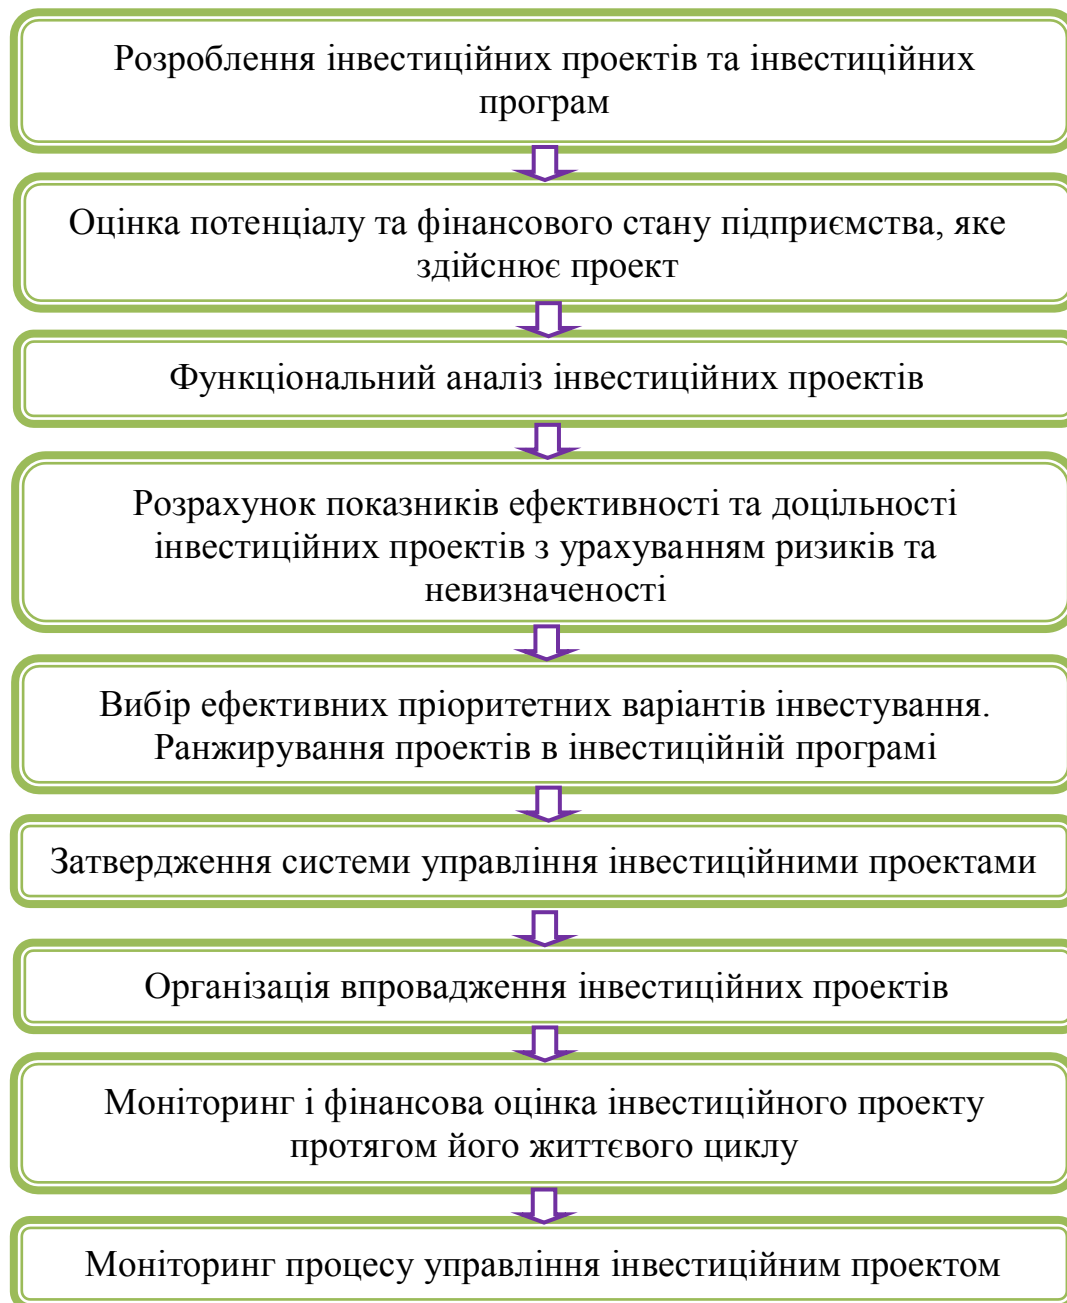 Розроблення інвестиційних проектів та інвестиційних
програм
Оцінка потенціалу та фінансового стану підприємства, яке
здійснює проект
Функціональний аналіз інвестиційних проектів
Розрахунок показників ефективності та доцільності
інвестиційних проектів з урахуванням ризиків та
невизначеності
Вибір ефективних пріоритетних варіантів інвестування.
Ранжирування проектів в інвестиційній програмі
Затвердження системи управління інвестиційними проектами
Організація впровадження інвестиційних проектів
Моніторинг і фінансова оцінка інвестиційного проекту
протягом його життєвого циклу
Моніторинг процесу управління інвестиційним проектом